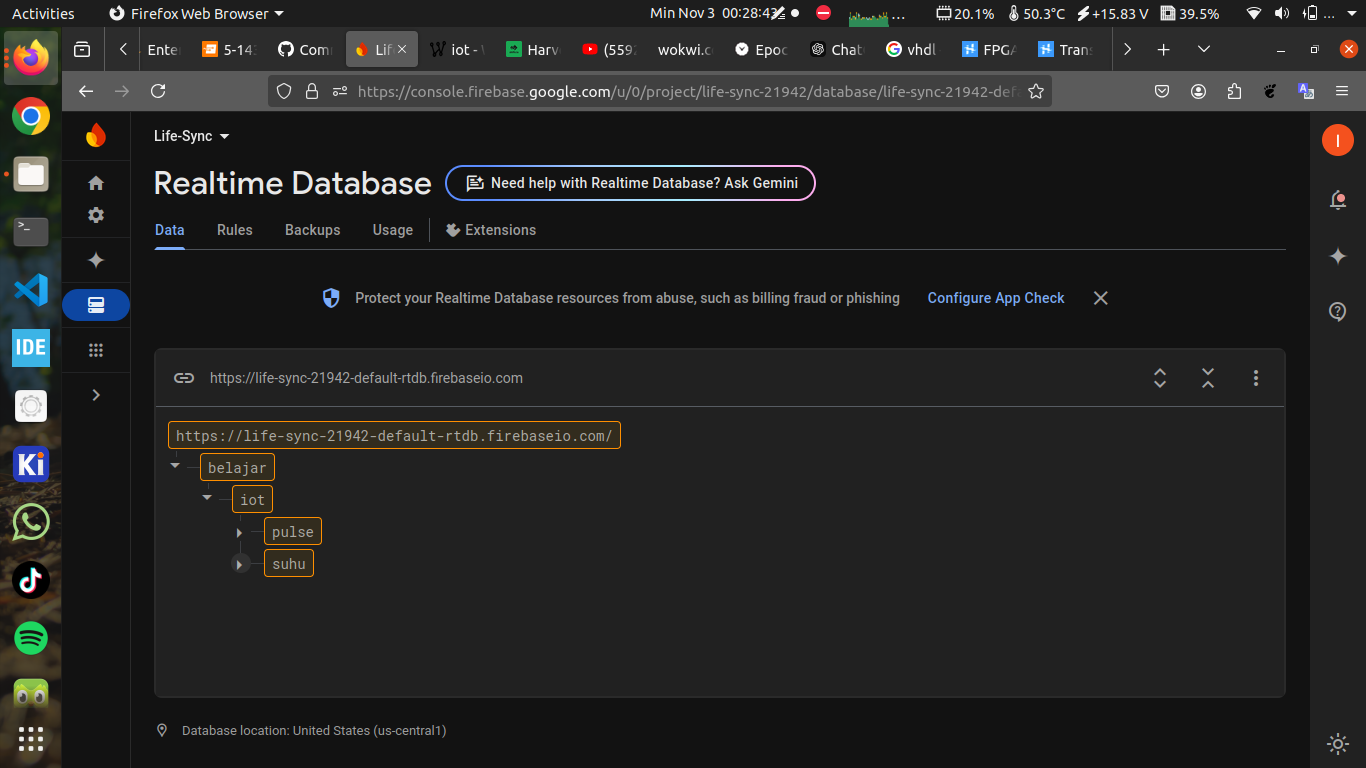 Activities
Firefox Web Browser
Min Nov 3 00:28:43
...
20.1%
50.3°C
+15.83 V
39.5%
...
Enter
5-14
Com
Life
iot -
Harv
(559
wokwi.c
Epoc
Chat
vhdl
FPGA
Tran
https://console.firebase.google.com/u/0/project/life-sync-21942/database/life-sync-21942-def
Life-Sync
Realtime Database
Need help with Realtime Database? Ask Gemini
I
Data
Rules
Backups
Usage
Extensions
Protect your Realtime Database resources from abuse, such as billing fraud or phishing
Configure App Check
https://life-sync-21942-default-rtdb.firebaseio.com
https://life-sync-21942-default-rtdb.firebaseio.com/
belajar
iot
pulse
suhu
IDE
Ki
Database location: United States (us-central1)